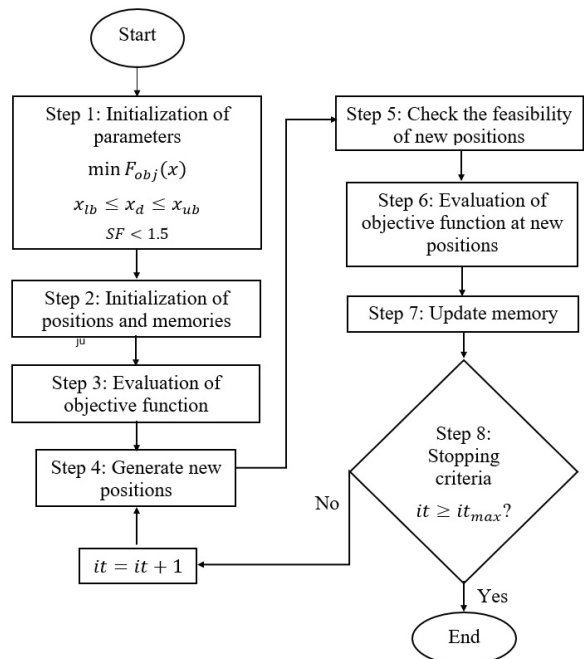 Start
Step 1: Initialization of
parameters
min F_obj(x)
x_lb ≤ x_d ≤ x_ub
SF < 1.5
Step 2: Initialization of
positions and memories
ju
Step 3: Evaluation of
objective function
Step 4: Generate new
positions
it = it + 1
Step 5: Check the feasibility
of new positions
Step 6: Evaluation of
objective function at new
positions
Step 7: Update memory
Step 8:
Stopping
criteria
it ≥ it_max?
No
Yes
End